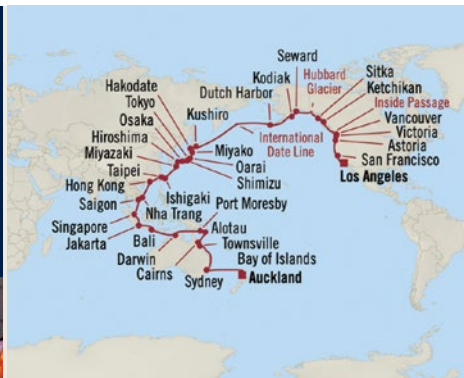 Seward
Kodiak
Hubbard
Glacier
Sitka
Ketchikan
Inside Passage
Vancouver
Victoria
Astoria
San Francisco
Los Angeles
Dutch Harbor
International
Date Line
Hakodate
Tokyo
Osaka
Hiroshima
Miyazaki
Taipei
Hong Kong
Saigon
Singapore
Jakarta
Kushiro
Miyako
Oarai
Shimizu
Ishigaki
Nha Trang
Port Moresby
Bali
Alotau
Darwin
Townsville
Cairns
Bay of Islands
Sydney
Auckland